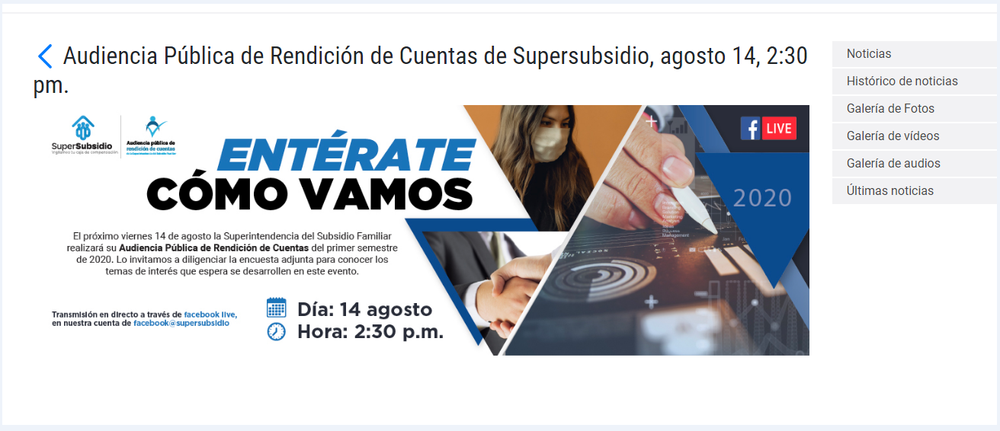 Audiencia Pública de Rendición de Cuentas de Supersubsidio, agosto 14, 2:30
pm.
SuperSubsidio
Vigilamos tu caja de compensación
Audiencia pública de
rendición de cuentas
ENTÉRATE
CÓMO VAMOS
El próximo viernes 14 de agosto la Superintendencia del Subsidio Familiar
realizará su Audiencia Pública de Rendición de Cuentas del primer semestre
de 2020. Lo invitamos a diligenciar la encuesta adjunta para conocer los
temas de interés que espera se desarrollen en este evento.
Transmisión en directo a través de facebook live,
en nuestra cuenta de facebook@supersubsidio
Día: 14 agosto
Hora: 2:30 p.m.
f LIVE
2020
Marketing
Management
Jan Feb
Noticias
Histórico de noticias
Galería de Fotos
Galería de vídeos
Galería de audios
Últimas noticias